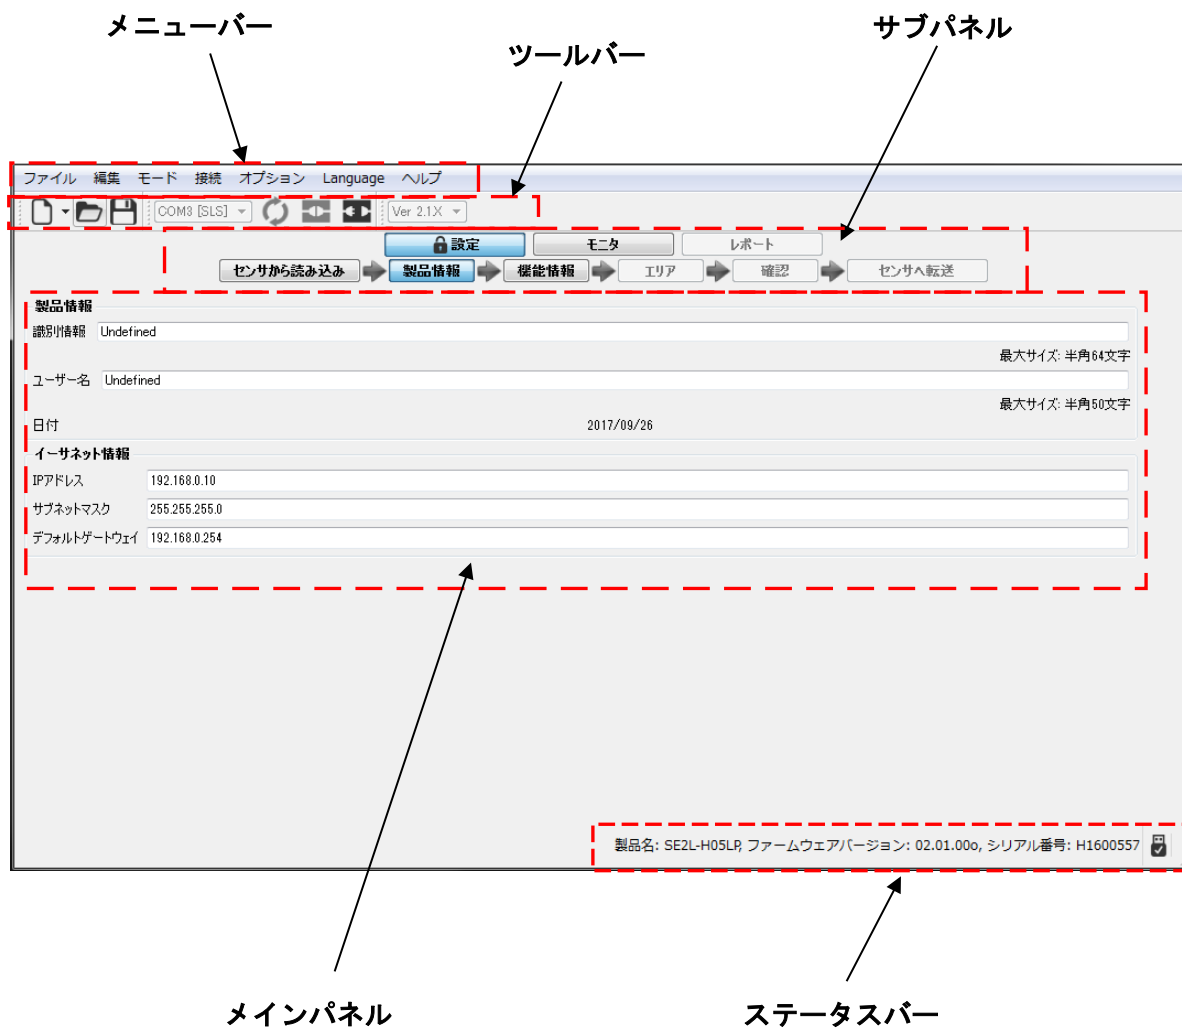 メニューバー
ツールバー
サブパネル
ファイル 編集 モード 接続 オプション Language ヘルプ
COM3 [SLS] Ver 2.1X
設定 モニタ レポート
センサから読み込み 製品情報 機能情報 エリア 確認 センサへ転送
製品情報
識別情報 Undefined
最大サイズ: 半角64文字
ユーザー名 Undefined
最大サイズ: 半角50文字
日付 2017/09/26
イーサネット情報
IPアドレス 192.168.0.10
サブネットマスク 255.255.255.0
デフォルトゲートウェイ 192.168.0.254
製品名: SE2L-H05LP, ファームウェアバージョン: 02.01.00o, シリアル番号: H1600557
メインパネル
ステータスバー